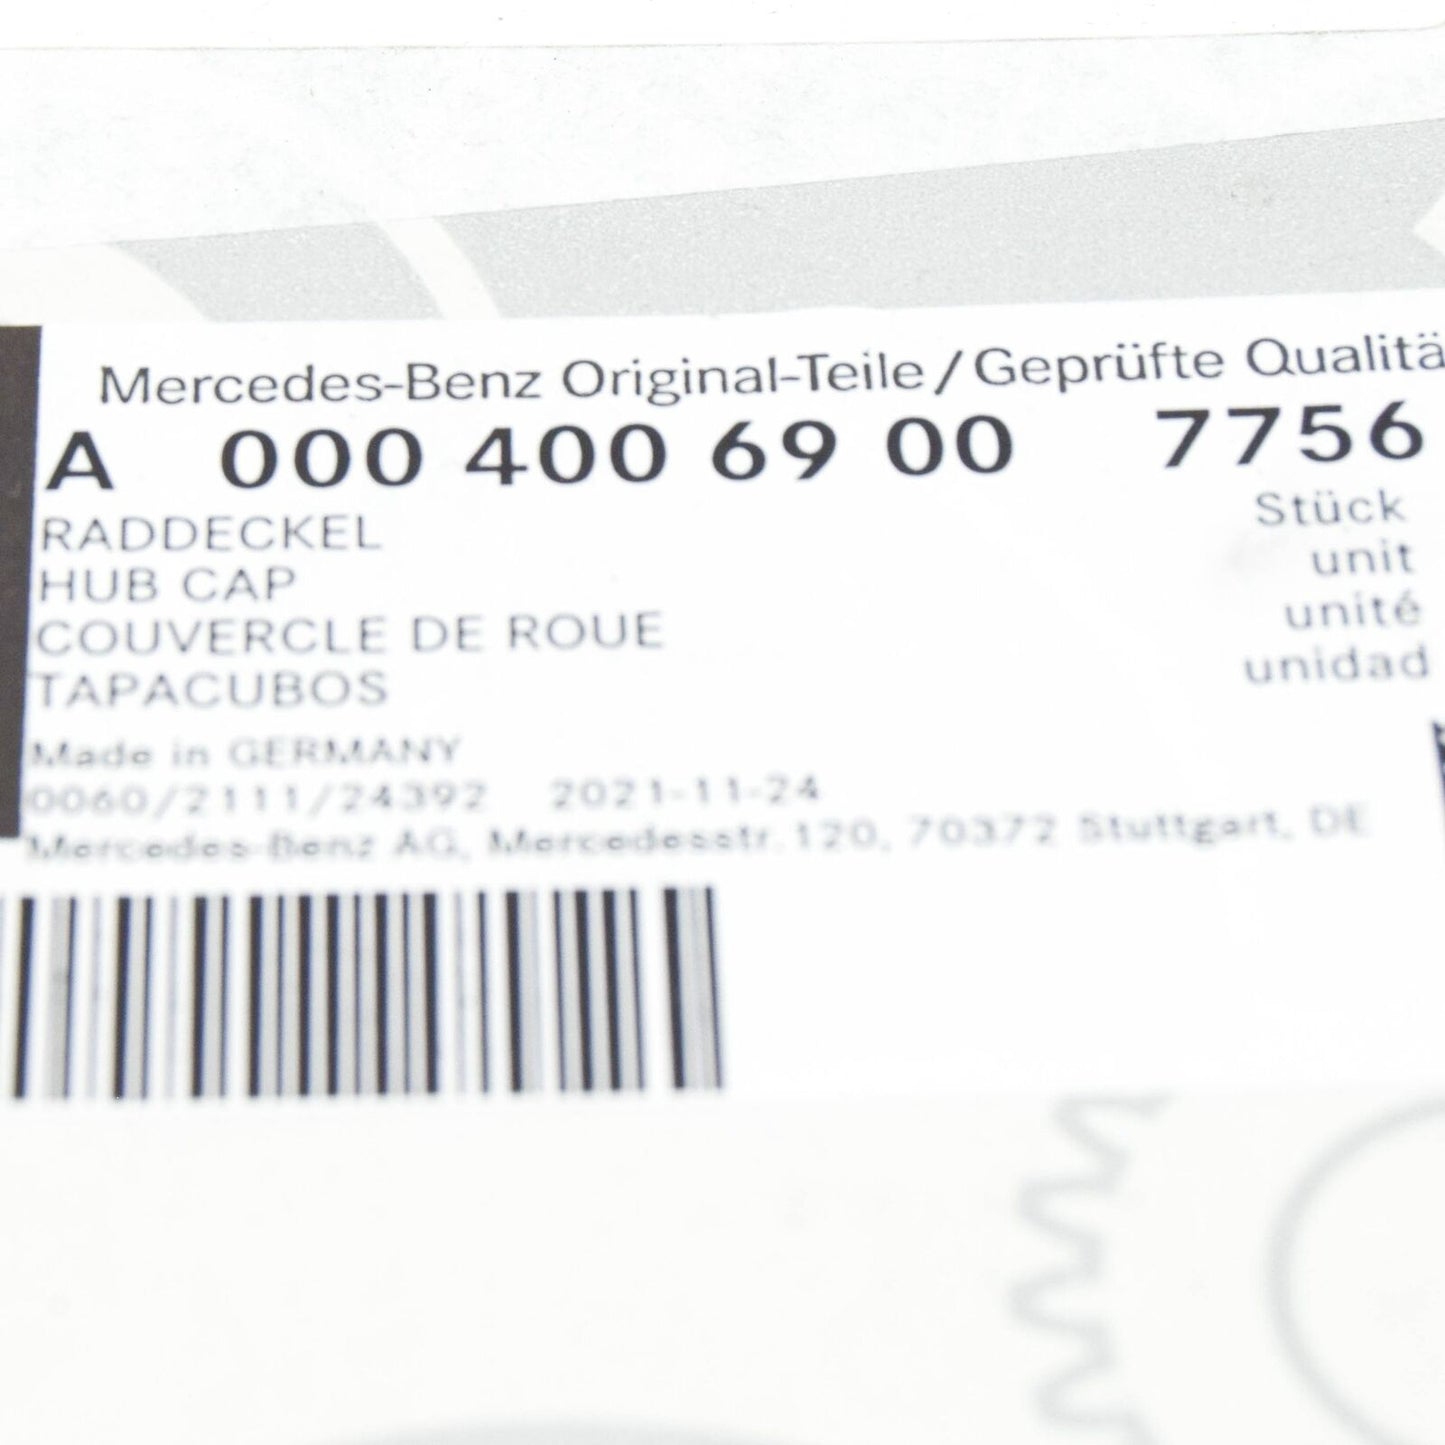 Mercedes-Benz Original-Teile / Geprüfte Qualitä
A 000 400 69 00 7756
RADDECKEL Stück
HUB CAP unit
COUVERCLE DE ROUE unité
TAPACUBOS unidad
Made in GERMANY
0060/2111/24392 2021-11-24
Mercedes-Benz AG, Mercedesstr. 120, 70372 Stuttgart, DE